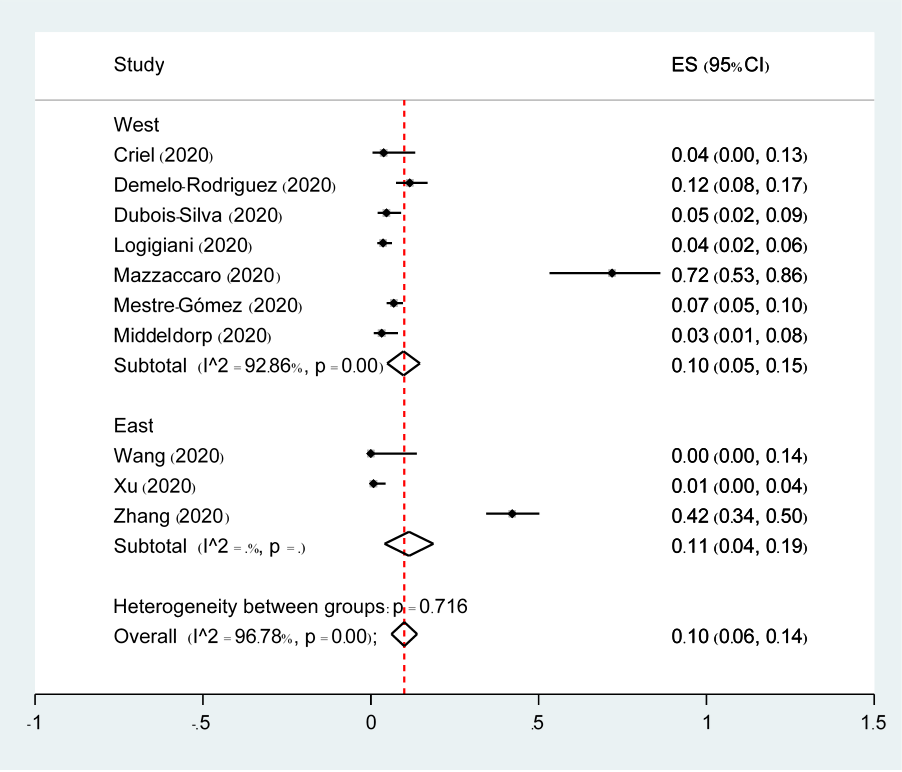 Study ES (95%CI)
West
Criel (2020) 0.04 (0.00, 0.13)
Demelo-Rodriguez (2020) 0.12 (0.08, 0.17)
Dubois-Silva (2020) 0.05 (0.02, 0.09)
Logigiani (2020) 0.04 (0.02, 0.06)
Mazzaccaro (2020) 0.72 (0.53, 0.86)
Mestre-Gómez (2020) 0.07 (0.05, 0.10)
Middeldorp (2020) 0.03 (0.01, 0.08)
Subtotal (I^2 = 92.86%, p = 0.00) 0.10 (0.05, 0.15)
East
Wang (2020) 0.00 (0.00, 0.14)
Xu (2020) 0.01 (0.00, 0.04)
Zhang (2020) 0.42 (0.34, 0.50)
Subtotal (I^2 = .%, p = .) 0.11 (0.04, 0.19)
Heterogeneity between groups: p = 0.716
Overall (I^2 = 96.78%, p = 0.00); 0.10 (0.06, 0.14)
-1 -.5 0 .5 1 1.5